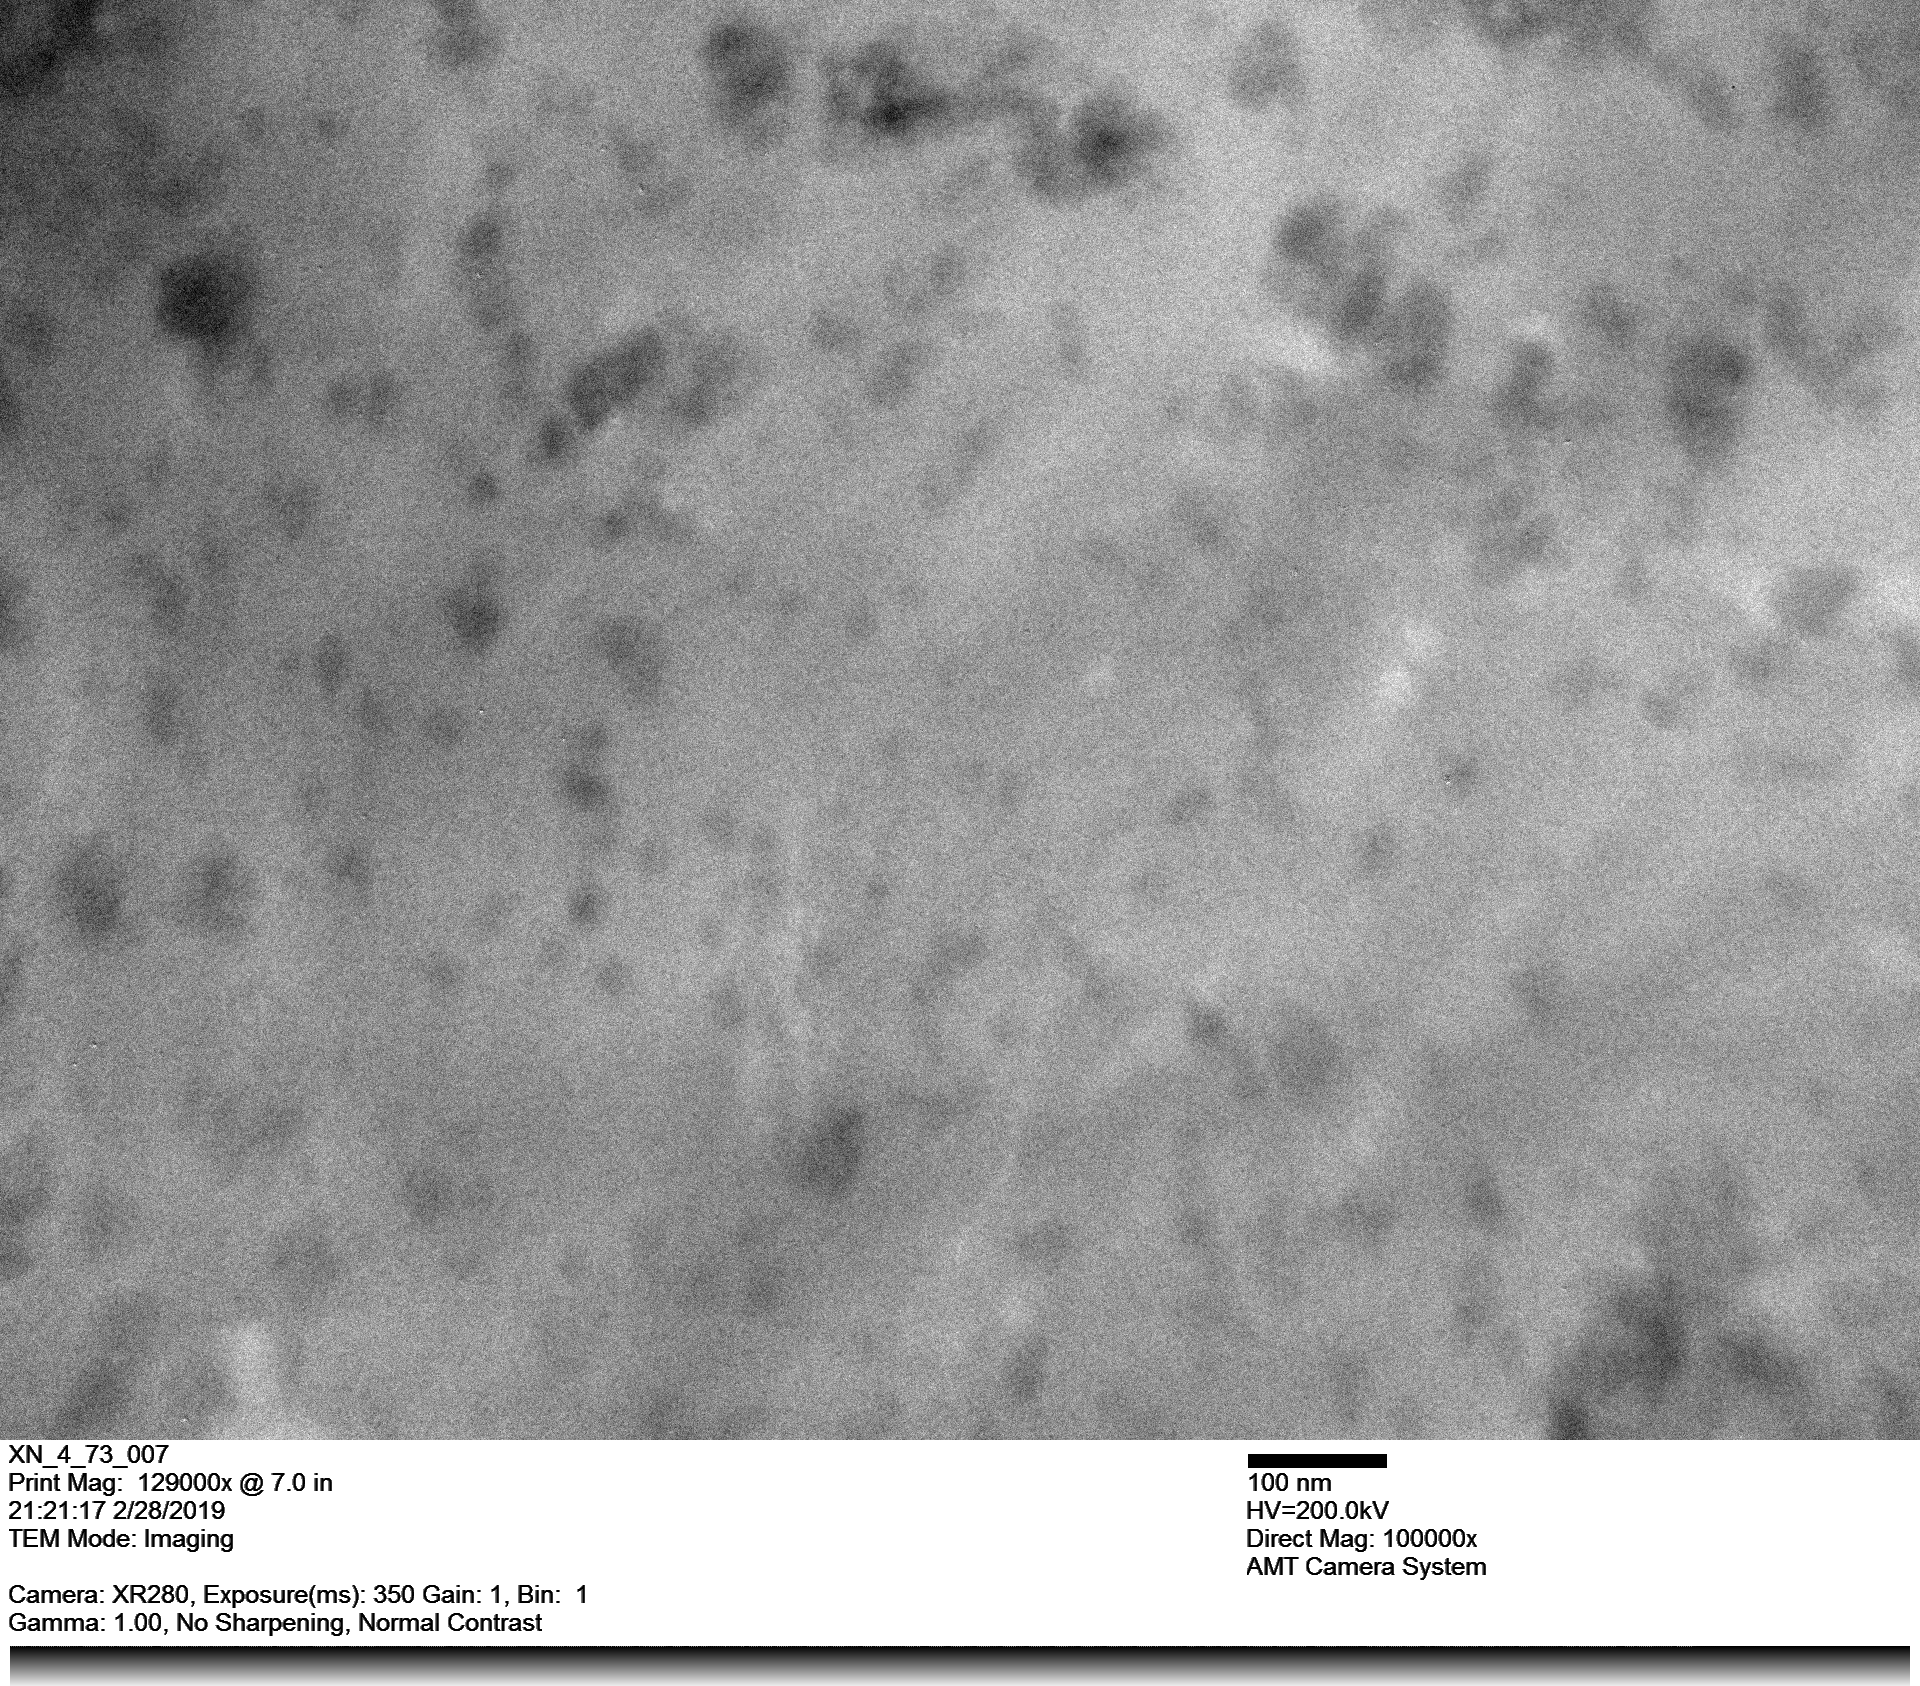 XN_4_73_007
Print Mag:  129000x @ 7.0 in
21:21:17 2/28/2019
TEM Mode: Imaging
Camera: XR280, Exposure(ms): 350 Gain: 1, Bin:  1
Gamma: 1.00, No Sharpening, Normal Contrast
100 nm
HV=200.0kV
Direct Mag: 100000x
AMT Camera System